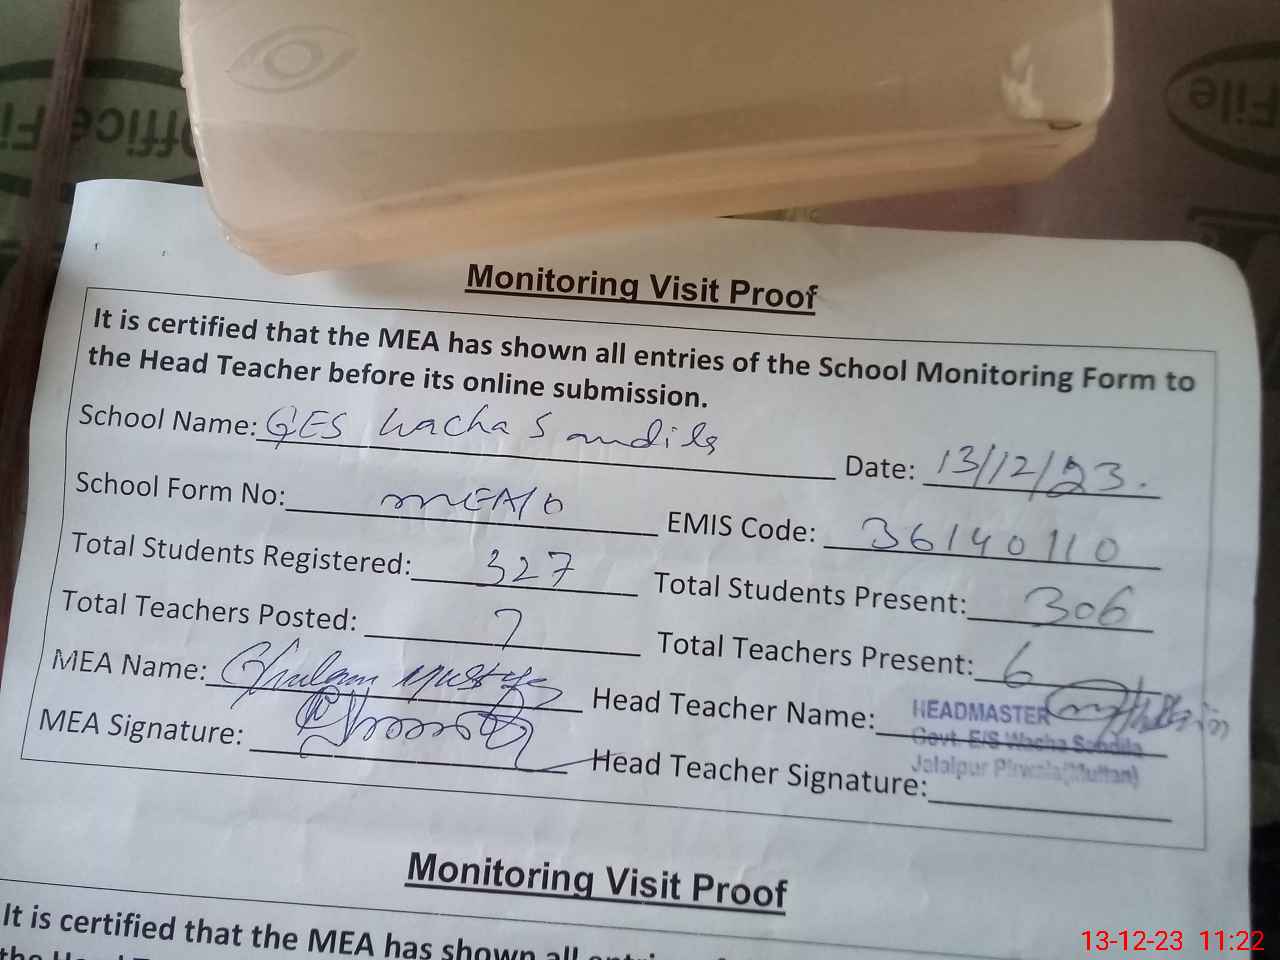 Office Fi
File
Monitoring Visit Proof
It is certified that the MEA has shown all entries of the School Monitoring Form to
the Head Teacher before its online submission.
School Name: GES Wacha Sandila Date: 13/12/23.
School Form No: MEA/0 EMIS Code: 36140110
Total Students Registered: 327 Total Students Present: 306
Total Teachers Posted: 7 Total Teachers Present: 6
MEA Name: Ghulam Mustafa Head Teacher Name:
HEADMASTER
Govt. E/S Wacha Sandila
Jalalpur Pirwala(Multan)
MEA Signature: Head Teacher Signature:
Monitoring Visit Proof
It is certified that the MEA has shown all
13-12-23 11:22